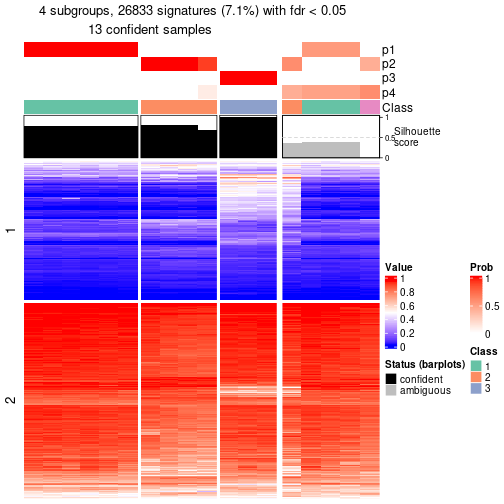 4 subgroups, 26833 signatures (7.1%) with fdr < 0.05
13 confident samples
p1
p2
p3
p4
Class
1
0.5
0
Silhouette
score
1
2
Value
1
0.8
0.6
0.4
0.2
0
Prob
1
0.5
0
Status (barplots)
confident
ambiguous
Class
1
2
3